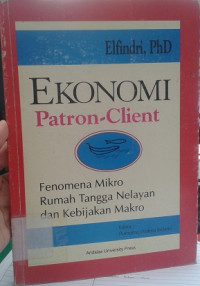 Elfindri, PhD
EKONOMI
Patron-Client
Fenomena Mikro
Rumah Tangga Nelayan
dan Kebijakan Makro
Andalas University Press